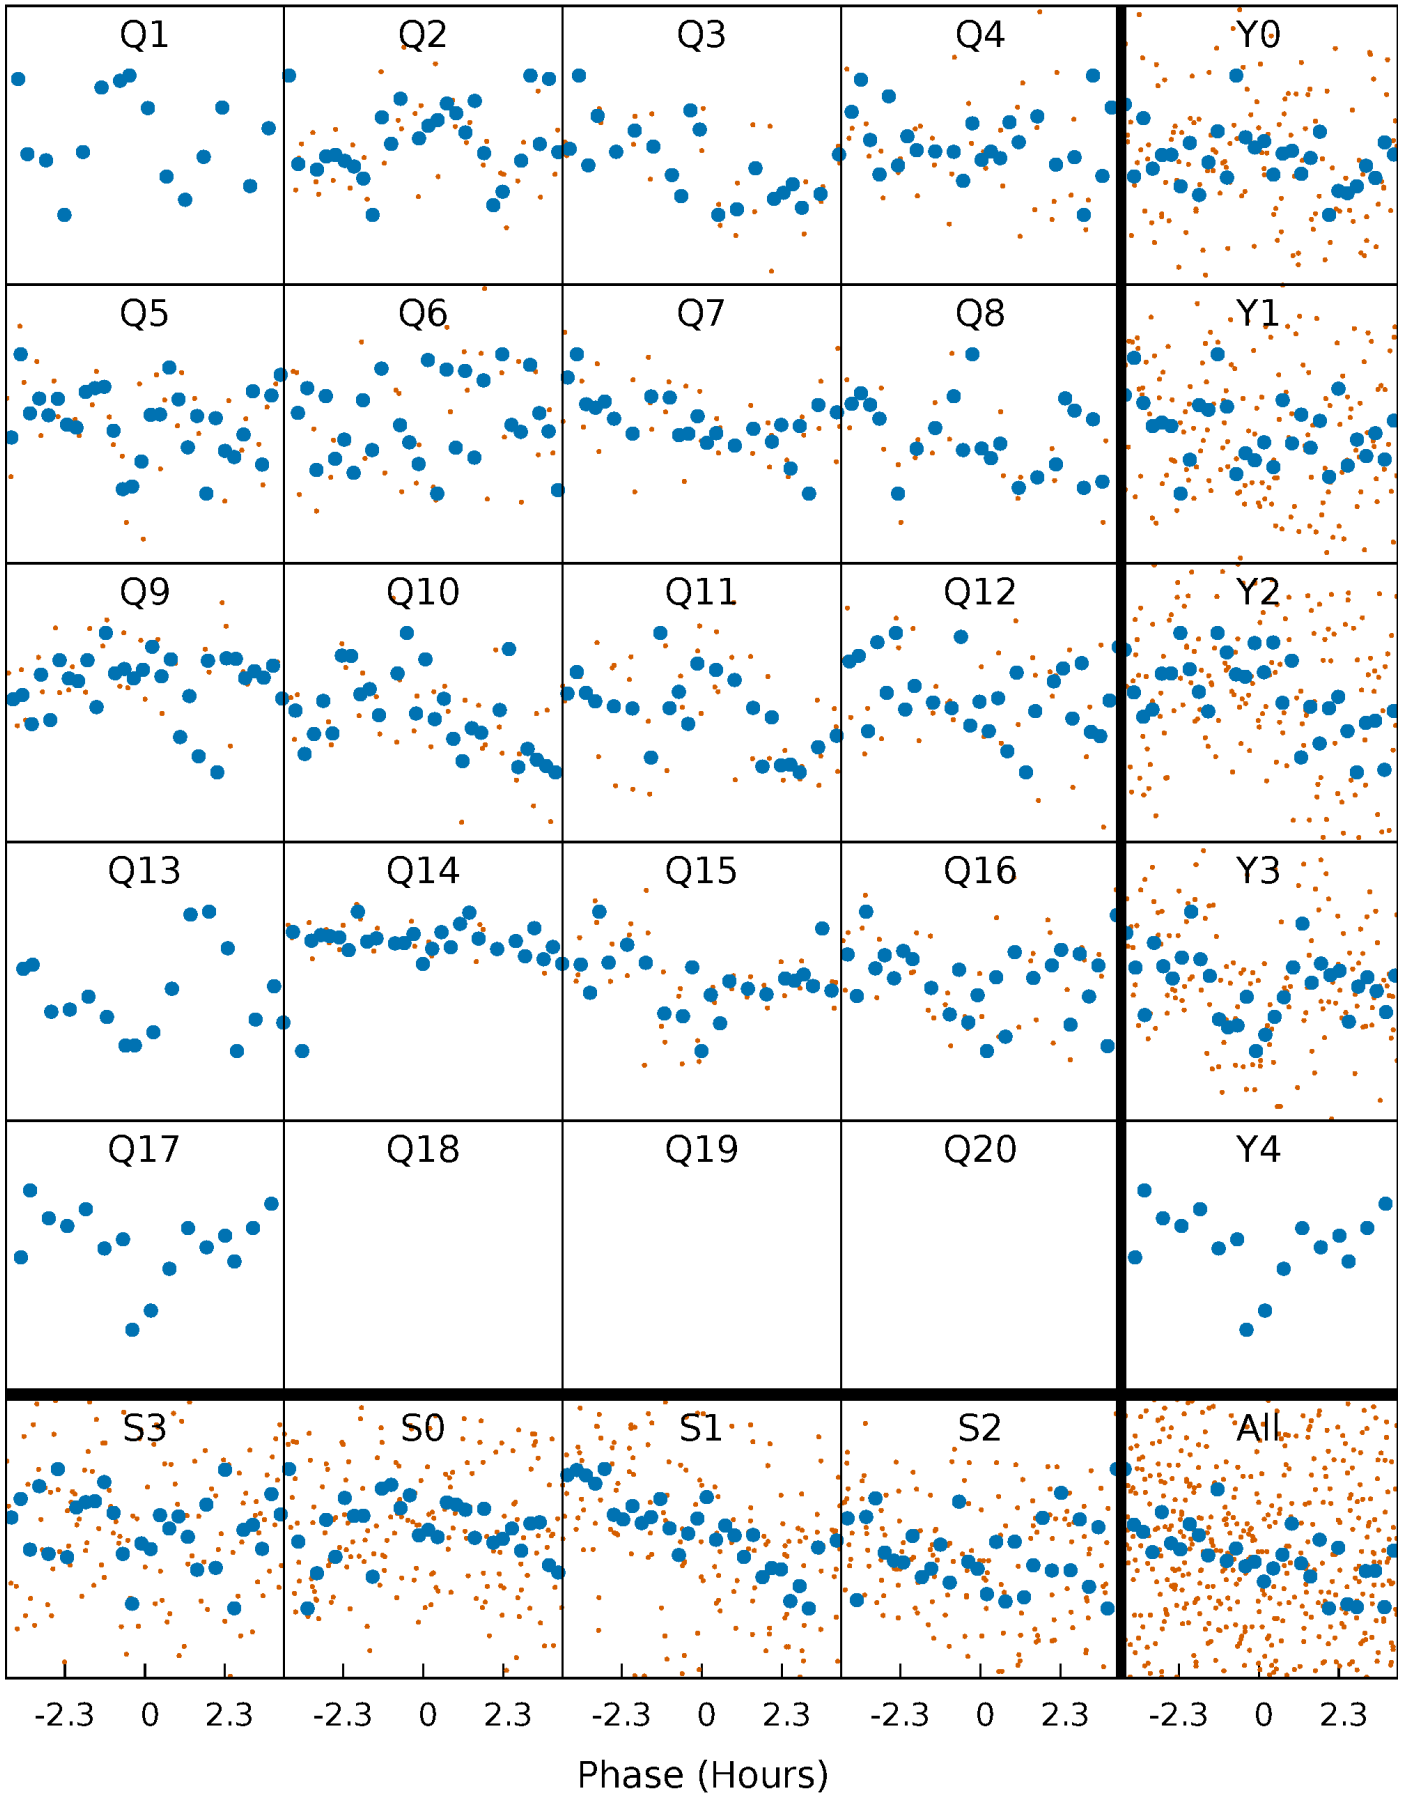 Q1 Q2 Q3 Q4 Y0
Q5 Q6 Q7 Q8 Y1
Q9 Q10 Q11 Q12 Y2
Q13 Q14 Q15 Q16 Y3
Q17 Q18 Q19 Q20 Y4
S3 S0 S1 S2 All
-2.3 0 2.3 -2.3 0 2.3 -2.3 0 2.3 -2.3 0 2.3 -2.3 0 2.3
Phase (Hours)